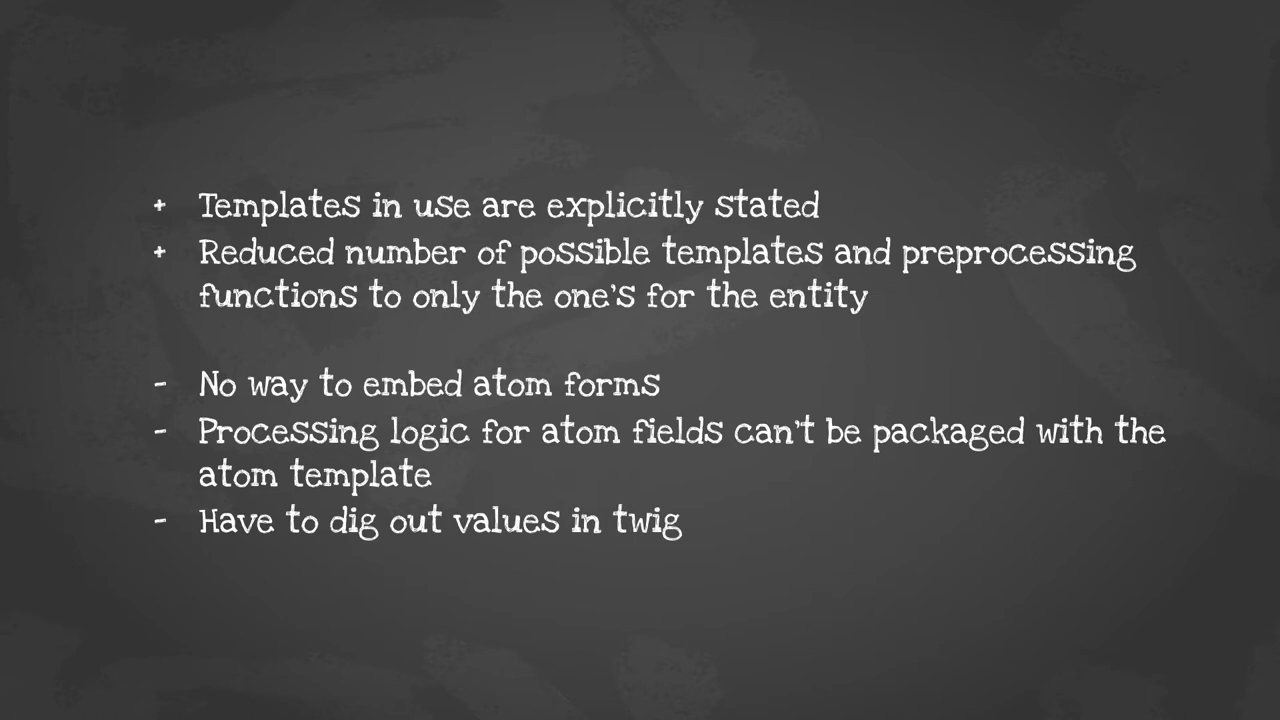 + Templates in use are explicitly stated
+ Reduced number of possible templates and preprocessing
functions to only the one's for the entity
- No way to embed atom forms
- Processing logic for atom fields can't be packaged with the
atom template
- Have to dig out values in twig